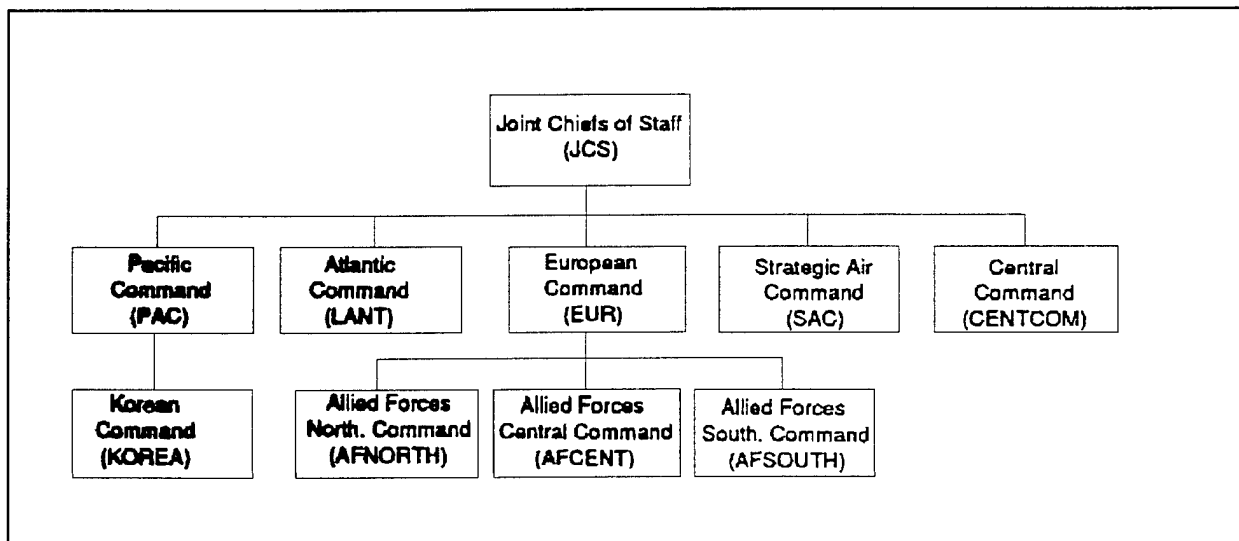 Joint Chiefs of Staff
(JCS)
Pacific
Command
(PAC)
Atlantic
Command
(LANT)
European
Command
(EUR)
Strategic Air
Command
(SAC)
Central
Command
(CENTCOM)
Korean
Command
(KOREA)
Allied Forces
North. Command
(AFNORTH)
Allied Forces
Central Command
(AFCENT)
Allied Forces
South. Command
(AFSOUTH)